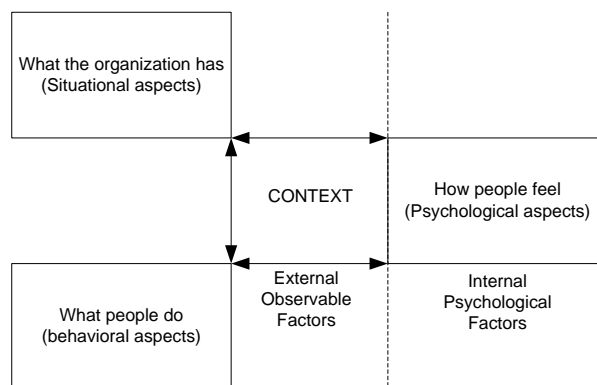 What the organization has
(Situational aspects)
CONTEXT
How people feel
(Psychological aspects)
What people do
(behavioral aspects)
External
Observable
Factors
Internal
Psychological
Factors